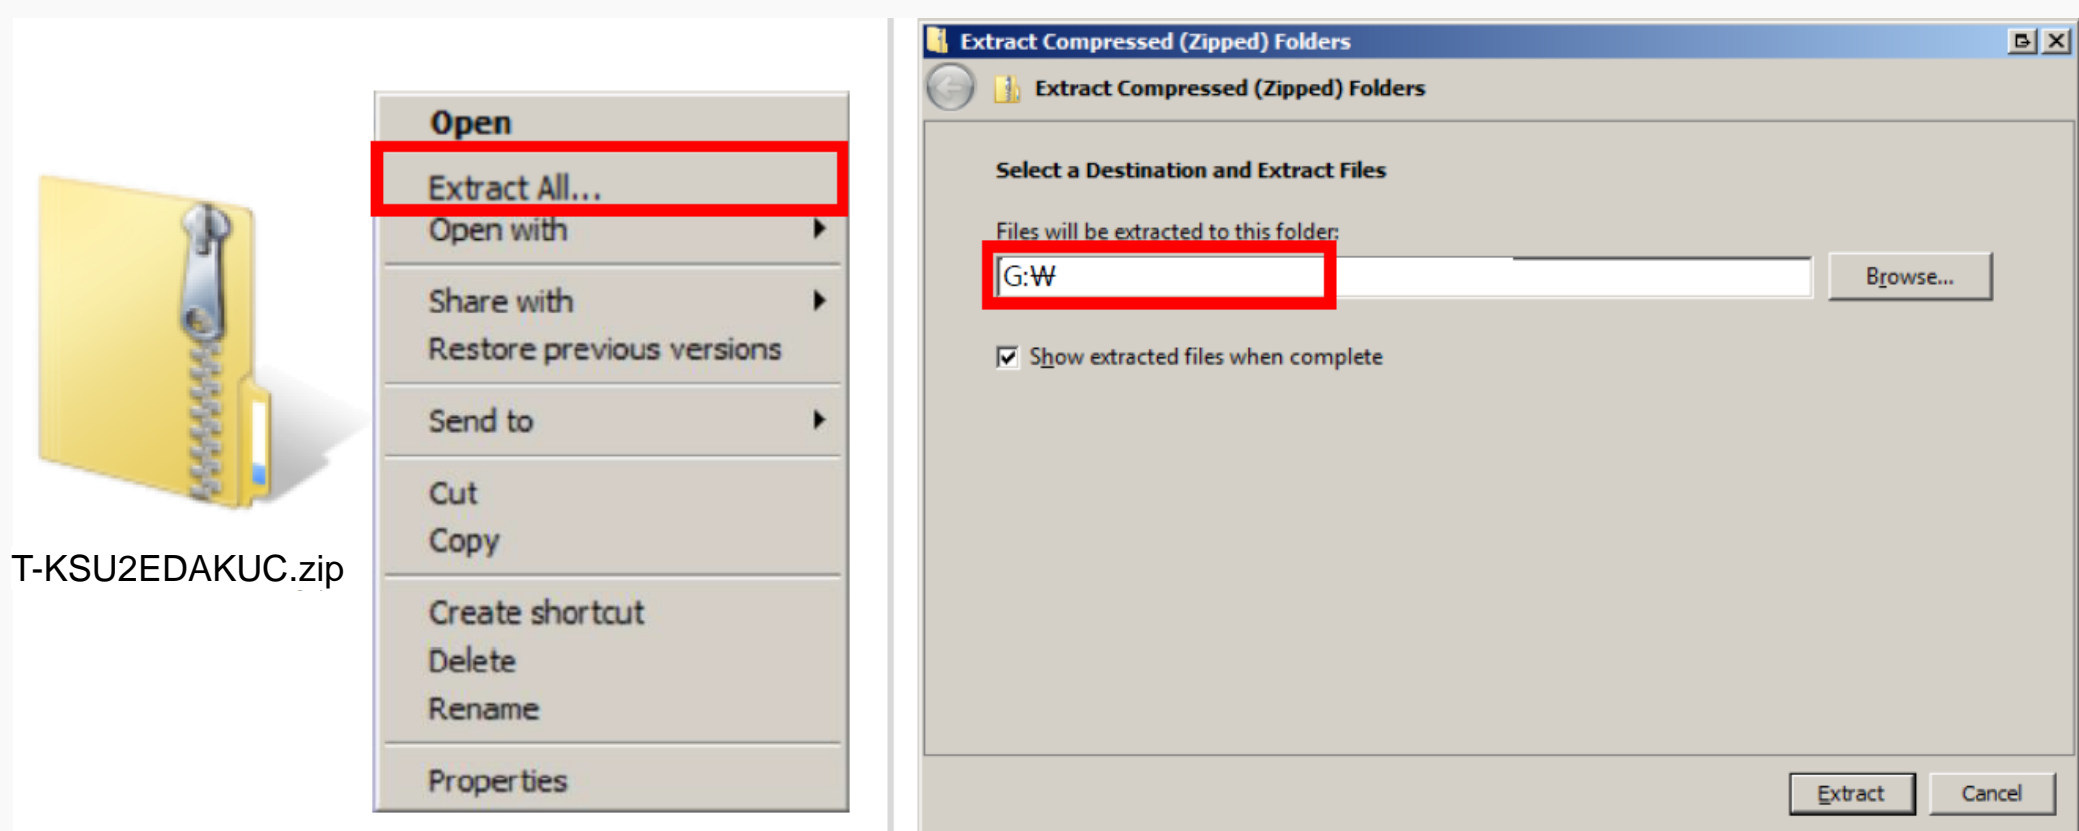 T-KSU2EDAKUC.zip
Open
Extract All...
Open with
Share with
Restore previous versions
Send to
Cut
Copy
Create shortcut
Delete
Rename
Properties
Extract Compressed (Zipped) Folders
Extract Compressed (Zipped) Folders
Select a Destination and Extract Files
Files will be extracted to this folder:
G:₩
Browse...
Show extracted files when complete
Extract
Cancel